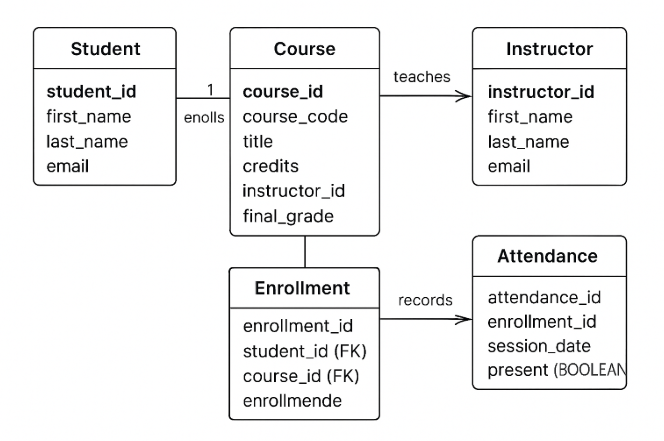 Student
student_id
first_name
last_name
email
1
enolls
Course
course_id
course_code
title
credits
instructor_id
final_grade
teaches
Instructor
instructor_id
first_name
last_name
email
Enrollment
enrollment_id
student_id (FK)
course_id (FK)
enrollmende
records
Attendance
attendance_id
enrollment_id
session_date
present (BOOLEAN